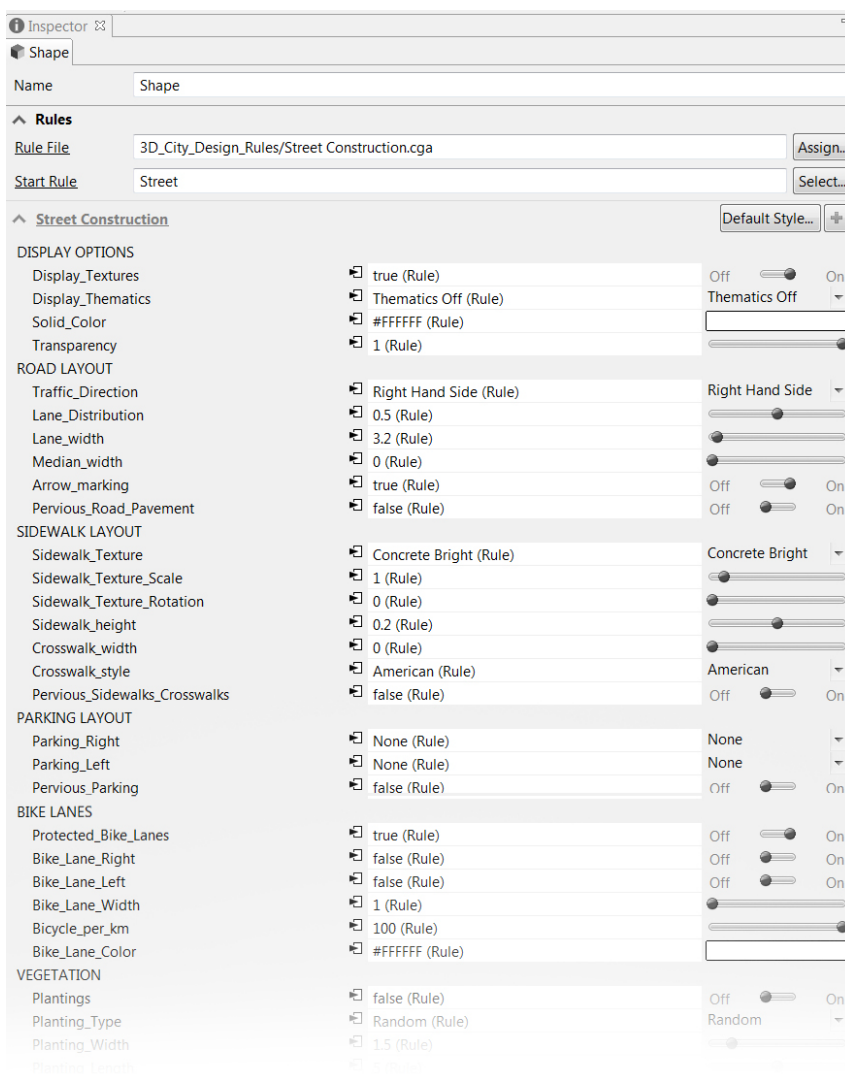 Inspector
Shape
Name Shape
Rules
Rule File 3D_City_Design_Rules/Street Construction.cga Assign...
Start Rule Street Select...
Street Construction Default Style...
DISPLAY OPTIONS
Display_Textures true (Rule) Off On
Display_Thematics Thematics Off (Rule) Thematics Off
Solid_Color #FFFFFF (Rule)
Transparency 1 (Rule)
ROAD LAYOUT
Traffic_Direction Right Hand Side (Rule) Right Hand Side
Lane_Distribution 0.5 (Rule)
Lane_width 3.2 (Rule)
Median_width 0 (Rule)
Arrow_marking true (Rule) Off On
Pervious_Road_Pavement false (Rule) Off On
SIDEWALK LAYOUT
Sidewalk_Texture Concrete Bright (Rule) Concrete Bright
Sidewalk_Texture_Scale 1 (Rule)
Sidewalk_Texture_Rotation 0 (Rule)
Sidewalk_height 0.2 (Rule)
Crosswalk_width 0 (Rule)
Crosswalk_style American (Rule) American
Pervious_Sidewalks_Crosswalks false (Rule) Off On
PARKING LAYOUT
Parking_Right None (Rule) None
Parking_Left None (Rule) None
Pervious_Parking false (Rule) Off On
BIKE LANES
Protected_Bike_Lanes true (Rule) Off On
Bike_Lane_Right false (Rule) Off On
Bike_Lane_Left false (Rule) Off On
Bike_Lane_Width 1 (Rule)
Bicycle_per_km 100 (Rule)
Bike_Lane_Color #FFFFFF (Rule)
VEGETATION
Plantings false (Rule) Off On
Planting_Type Random (Rule) Random
Planting_Width 1.5 (Rule)
Planting_Length